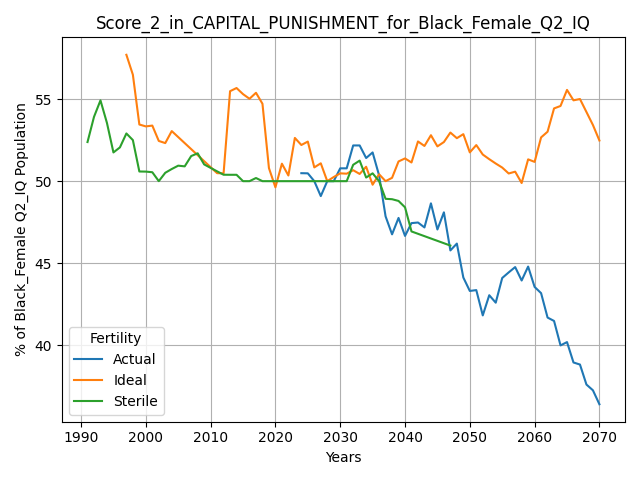 Score_2_in_CAPITAL_PUNISHMENT_for_Black_Female_Q2_IQ
% of Black_Female Q2_IQ Population
55
50
45
40
Fertility
Actual
Ideal
Sterile
1990 2000 2010 2020 2030 2040 2050 2060 2070
Years